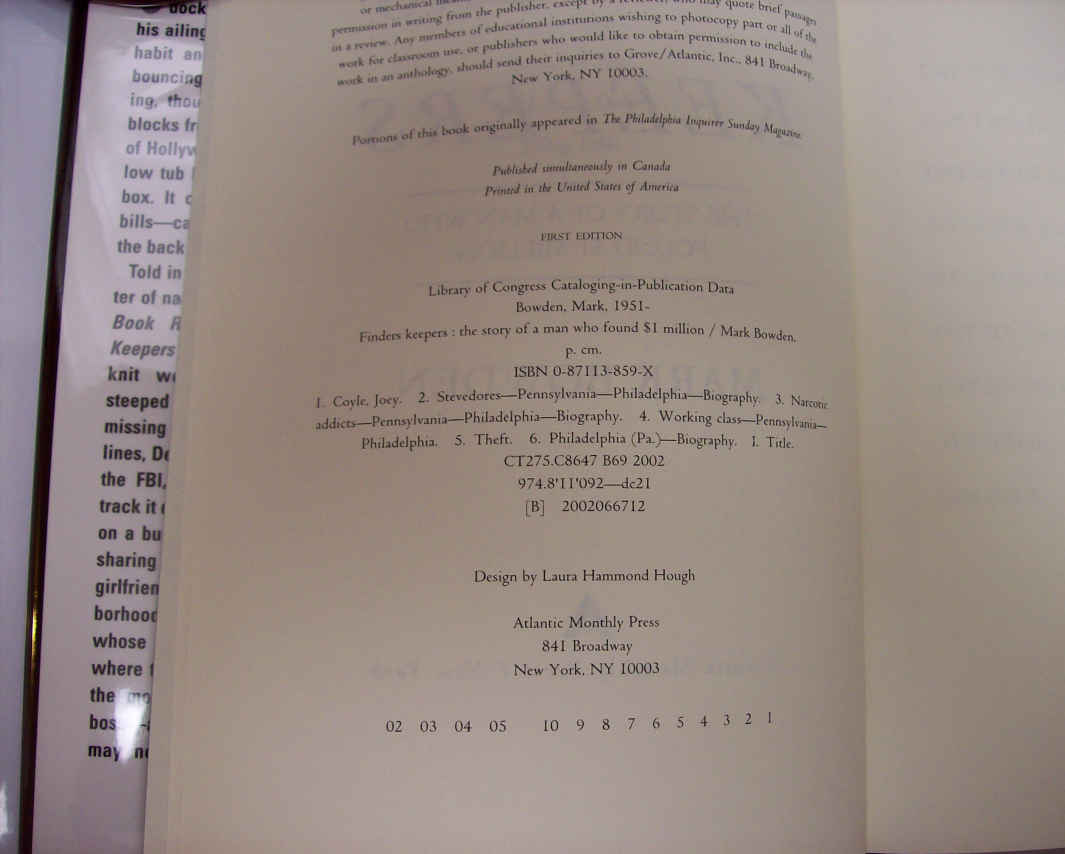 dock
his ailing
habit an
bouncing
ing, thou
blocks fr
of Hollyw
low tub
box. It c
bills—ca
the back
Told in
ter of na
Book R
Keepers
knit we
steeped
missing
lines, De
the FBI,
track it
on a bu
sharing
girlfrien
borhood
whose
where
the mo
bos
may
or mechanical means
permission in writing from the publisher, except by a reviewer, who may quote brief passages
in a review. Any members of educational institutions wishing to photocopy part or all of the
work for classroom use, or publishers who would like to obtain permission to include the
work in an anthology, should send their inquiries to Grove/Atlantic, Inc., 841 Broadway,
New York, NY 10003.
Portions of this book originally appeared in The Philadelphia Inquirer Sunday Magazine.
Published simultaneously in Canada
Printed in the United States of America
FIRST EDITION
Library of Congress Cataloging-in-Publication Data
Bowden, Mark, 1951-
Finders keepers : the story of a man who found $1 million / Mark Bowden.
p. cm.
ISBN 0-87113-859-X
1. Coyle, Joey. 2. Stevedores—Pennsylvania—Philadelphia—Biography. 3. Narcotic
addicts—Pennsylvania—Philadelphia—Biography. 4. Working class—Pennsylvania—
Philadelphia. 5. Theft. 6. Philadelphia (Pa.)—Biography. I. Title.
CT275.C8647 B69 2002
974.8'11'092—dc21
[B] 2002066712
Design by Laura Hammond Hough
Atlantic Monthly Press
841 Broadway
New York, NY 10003
02 03 04 05 10 9 8 7 6 5 4 3 2 1